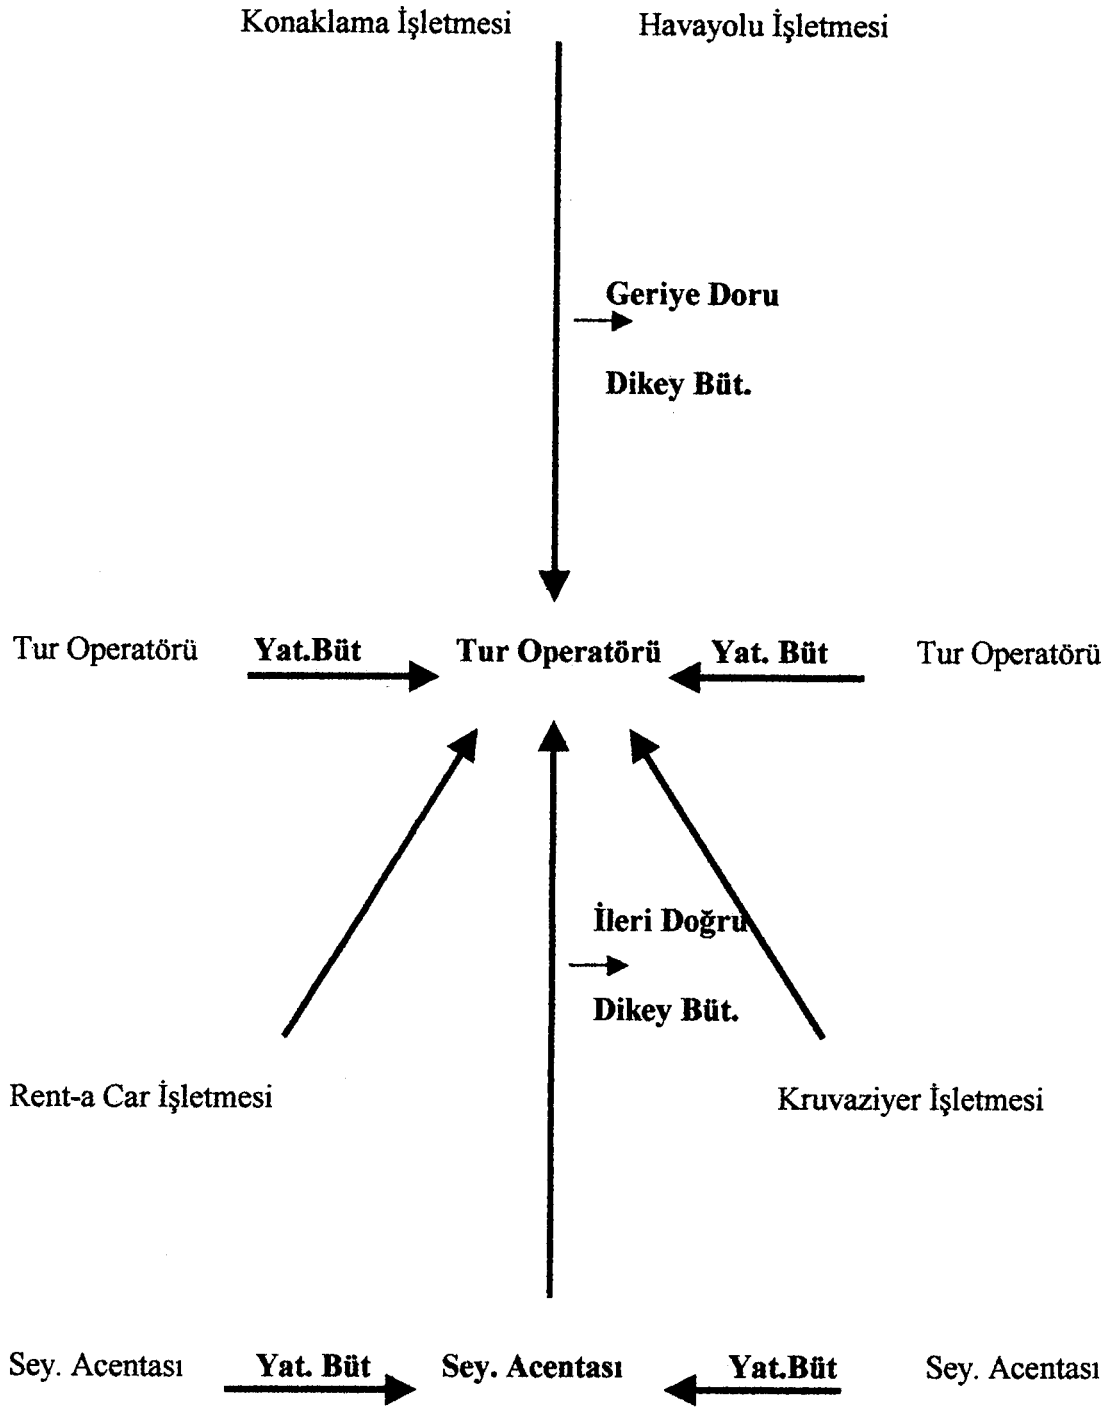 Konaklama İşletmesi Havayolu İşletmesi
Geriye Doru
Dikey Büt.
Tur Operatörü Yat.Büt Tur Operatörü Yat. Büt Tur Operatörü
İleri Doğru
Dikey Büt.
Rent-a Car İşletmesi Kruvaziyer İşletmesi
Sey. Acentası Yat. Büt Sey. Acentası Yat.Büt Sey. Acentası